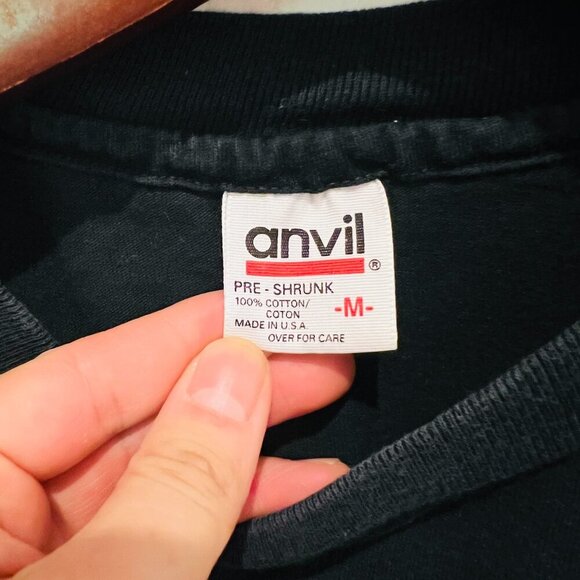 anvil®
PRE - SHRUNK
100% COTTON/
COTON
-M-
MADE IN U.S.A.
OVER FOR CARE